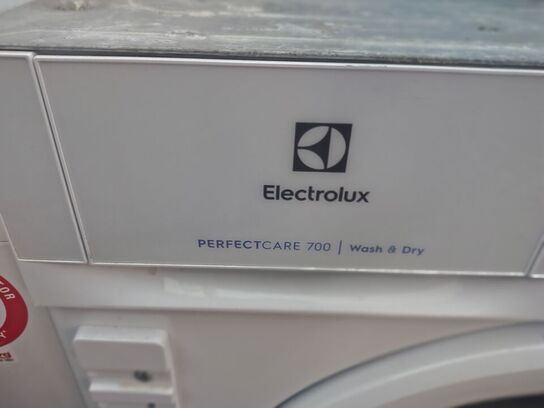 Electrolux
PERFECTCARE 700 | Wash & Dry